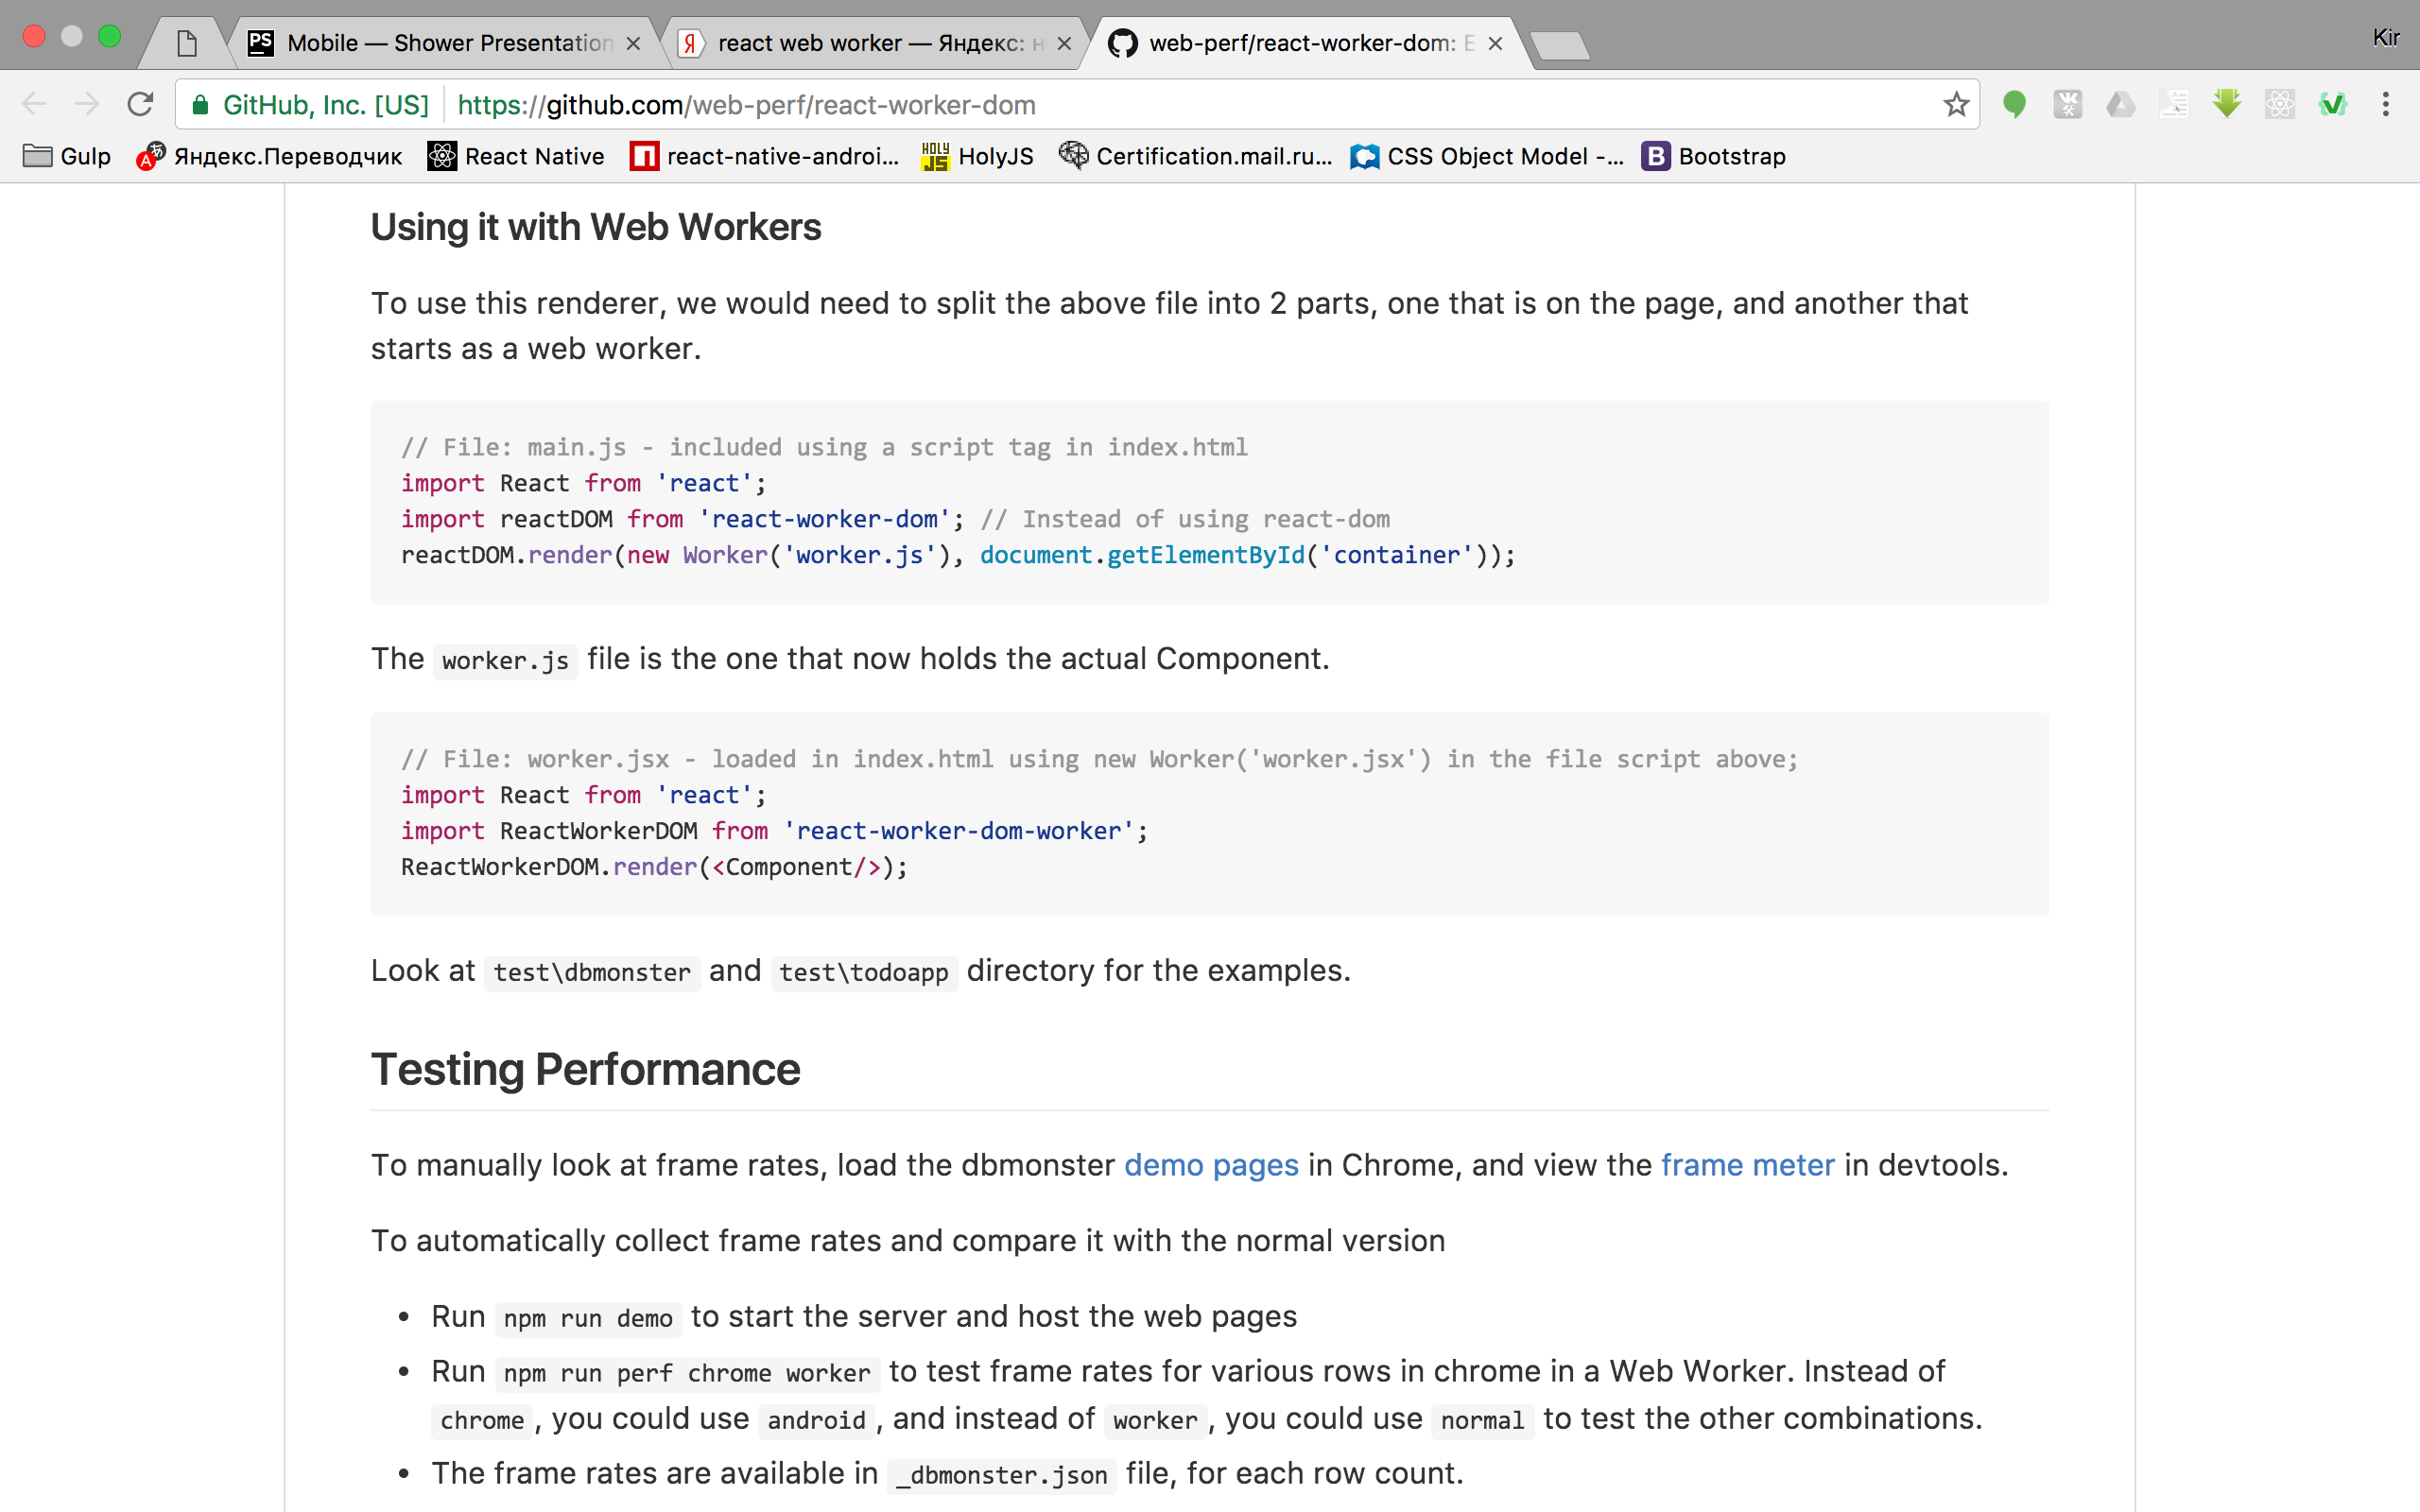 Mobile — Shower Presentation
react web worker — Яндекс: н
web-perf/react-worker-dom: E
Kir
GitHub, Inc. [US] https://github.com/web-perf/react-worker-dom
Gulp Яндекс.Переводчик React Native react-native-androi... HOLY JS HolyJS Certification.mail.ru... CSS Object Model -... B Bootstrap
Using it with Web Workers
To use this renderer, we would need to split the above file into 2 parts, one that is on the page, and another that
starts as a web worker.
// File: main.js - included using a script tag in index.html
import React from 'react';
import reactDOM from 'react-worker-dom'; // Instead of using react-dom
reactDOM.render(new Worker('worker.js'), document.getElementById('container'));
The worker.js file is the one that now holds the actual Component.
// File: worker.jsx - loaded in index.html using new Worker('worker.jsx') in the file script above;
import React from 'react';
import ReactWorkerDOM from 'react-worker-dom-worker';
ReactWorkerDOM.render(<Component/>);
Look at test\dbmonster and test\todoapp directory for the examples.
Testing Performance
To manually look at frame rates, load the dbmonster demo pages in Chrome, and view the frame meter in devtools.
To automatically collect frame rates and compare it with the normal version
• Run npm run demo to start the server and host the web pages
• Run npm run perf chrome worker to test frame rates for various rows in chrome in a Web Worker. Instead of
chrome, you could use android, and instead of worker, you could use normal to test the other combinations.
• The frame rates are available in _dbmonster.json file, for each row count.